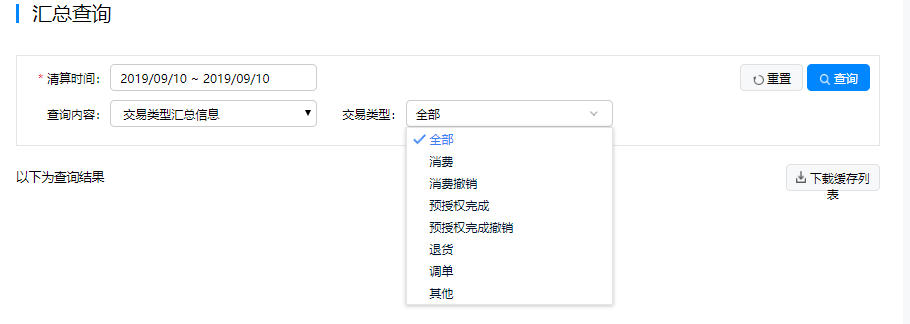 汇总查询
* 清算时间: 2019/09/10 ~ 2019/09/10 重置 查询
查询内容: 交易类型汇总信息 交易类型: 全部
全部
消费
消费撤销
预授权完成
预授权完成撤销
退货
调单
其他
以下为查询结果
下载缓存列
表